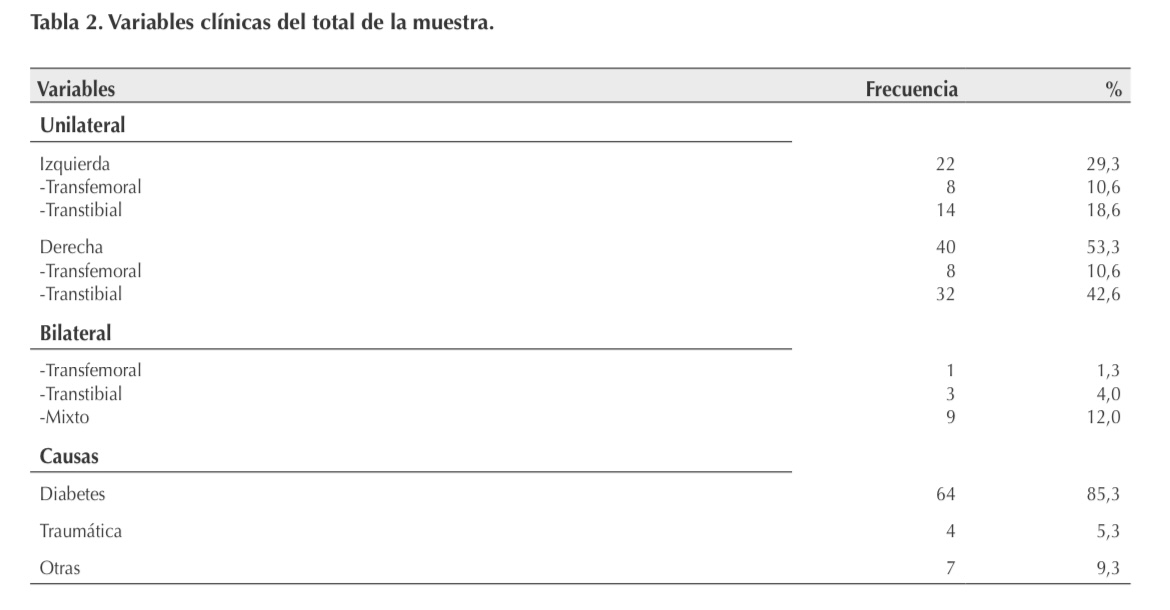 Tabla 2. Variables clínicas del total de la muestra.
Variables Frecuencia %
Unilateral
Izquierda 22 29,3
-Transfemoral 8 10,6
-Transtibial 14 18,6
Derecha 40 53,3
-Transfemoral 8 10,6
-Transtibial 32 42,6
Bilateral
-Transfemoral 1 1,3
-Transtibial 3 4,0
-Mixto 9 12,0
Causas
Diabetes 64 85,3
Traumática 4 5,3
Otras 7 9,3